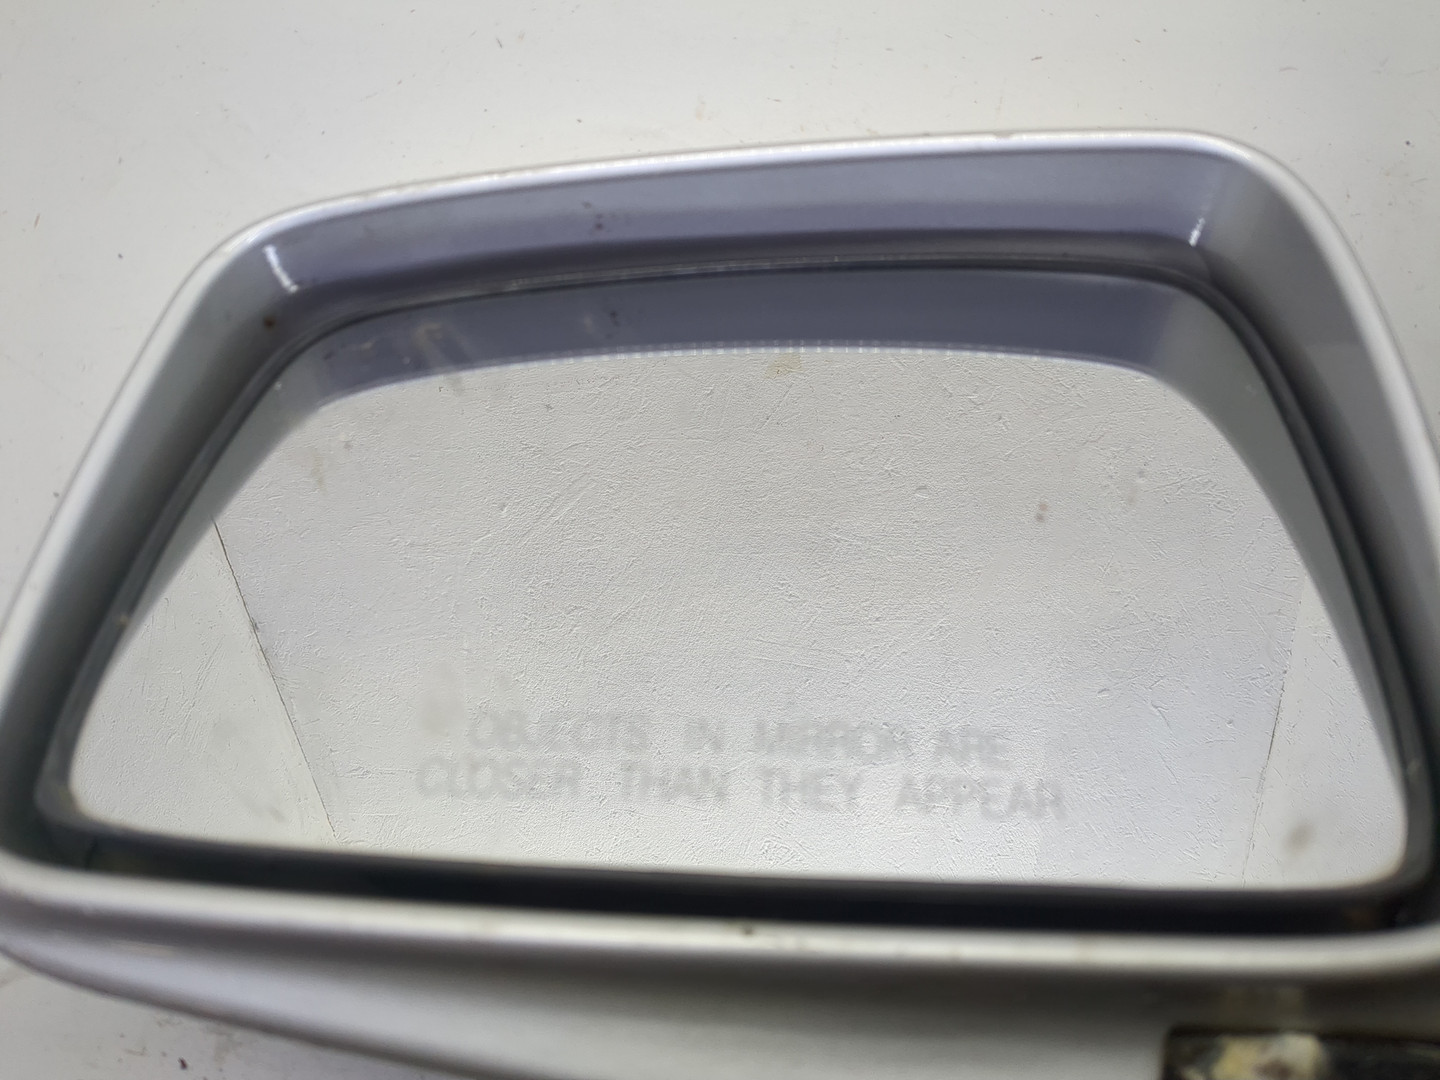 OBJECTS IN MIRROR ARE
CLOSER THAN THEY APPEAR